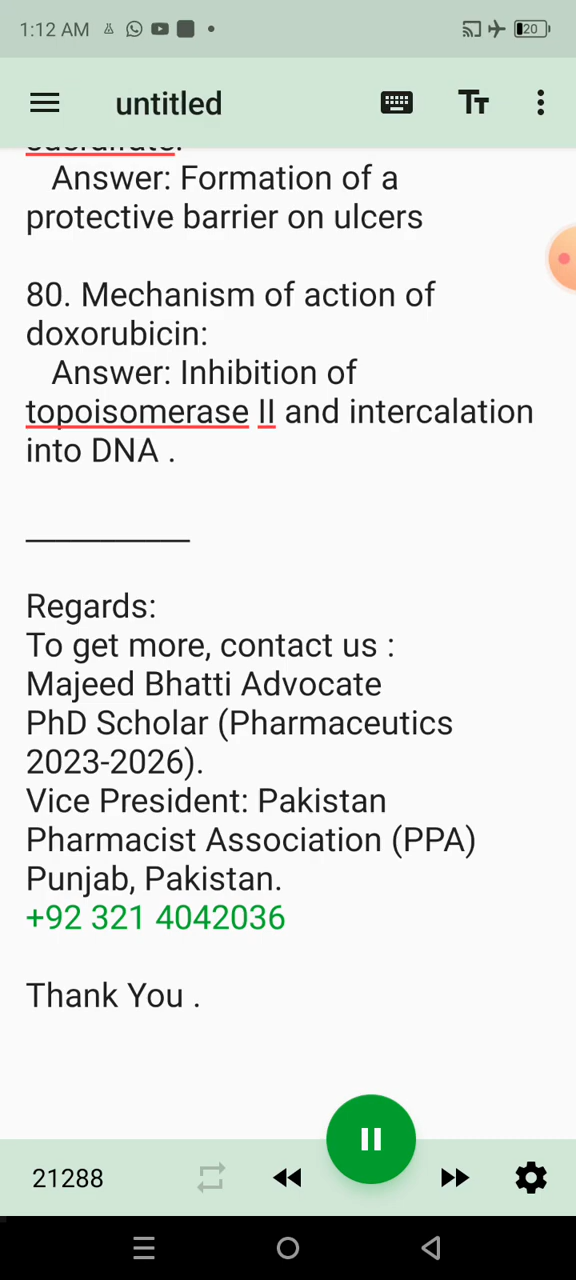 1:12 AM
20
untitled
Answer: Formation of a
protective barrier on ulcers
80. Mechanism of action of
doxorubicin:
Answer: Inhibition of
topoisomerase II and intercalation
into DNA .
___________
Regards:
To get more, contact us :
Majeed Bhatti Advocate
PhD Scholar (Pharmaceutics
2023-2026).
Vice President: Pakistan
Pharmacist Association (PPA)
Punjab, Pakistan.
+92 321 4042036
Thank You .
21288